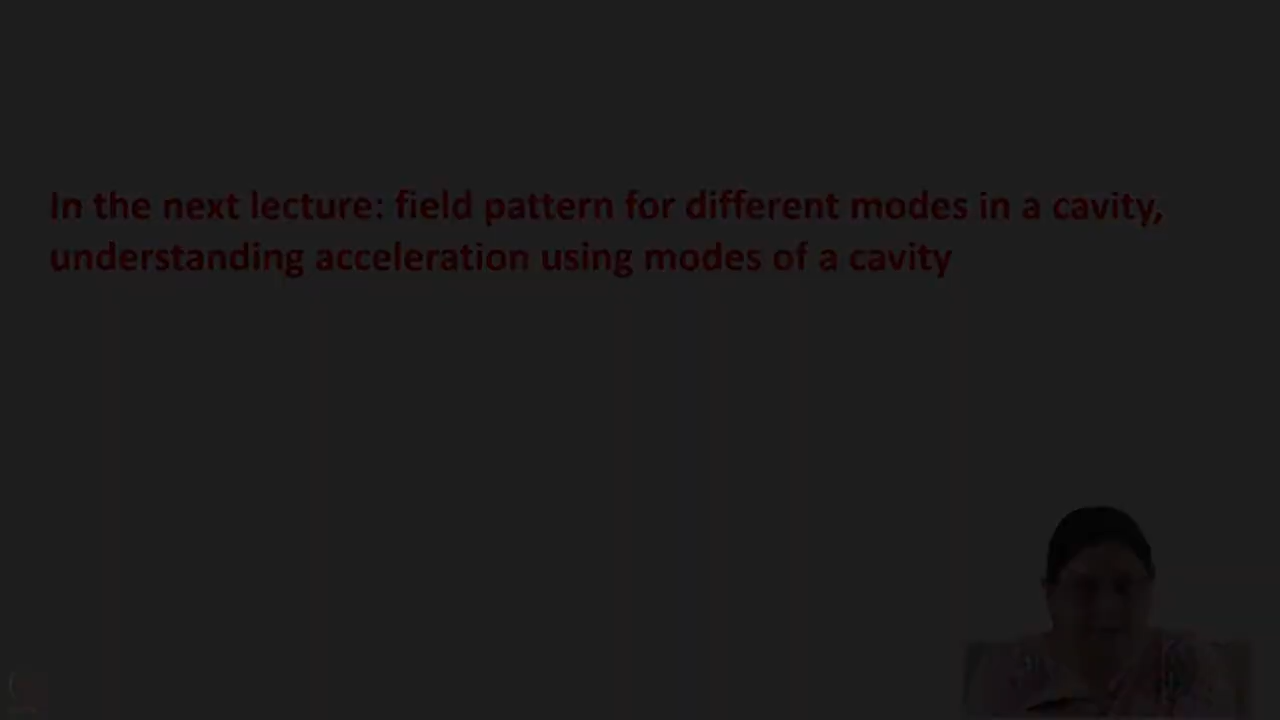 In the next lecture: field pattern for different modes in a cavity,
understanding acceleration using modes of a cavity